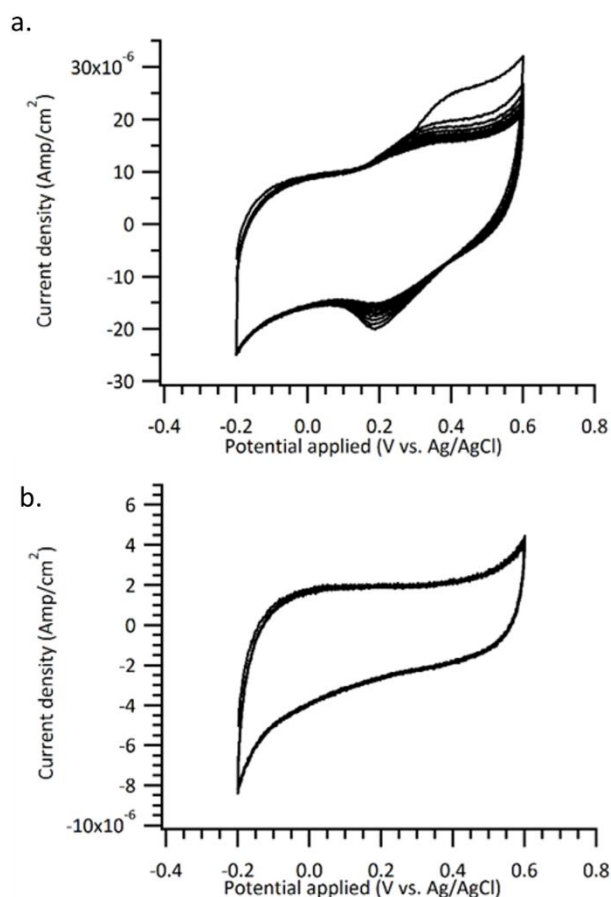 a.
30x10⁻⁶
20
10
0
-10
-20
-30
Current density (Amp/cm²)
-0.4 -0.2 0.0 0.2 0.4 0.6 0.8
Potential applied (V vs. Ag/AgCl)
b.
6
4
2
0
-2
-4
-6
-8
-10x10⁻⁶
Current density (Amp/cm²)
-0.4 -0.2 0.0 0.2 0.4 0.6 0.8
Potential applied (V vs. Ag/AgCl)